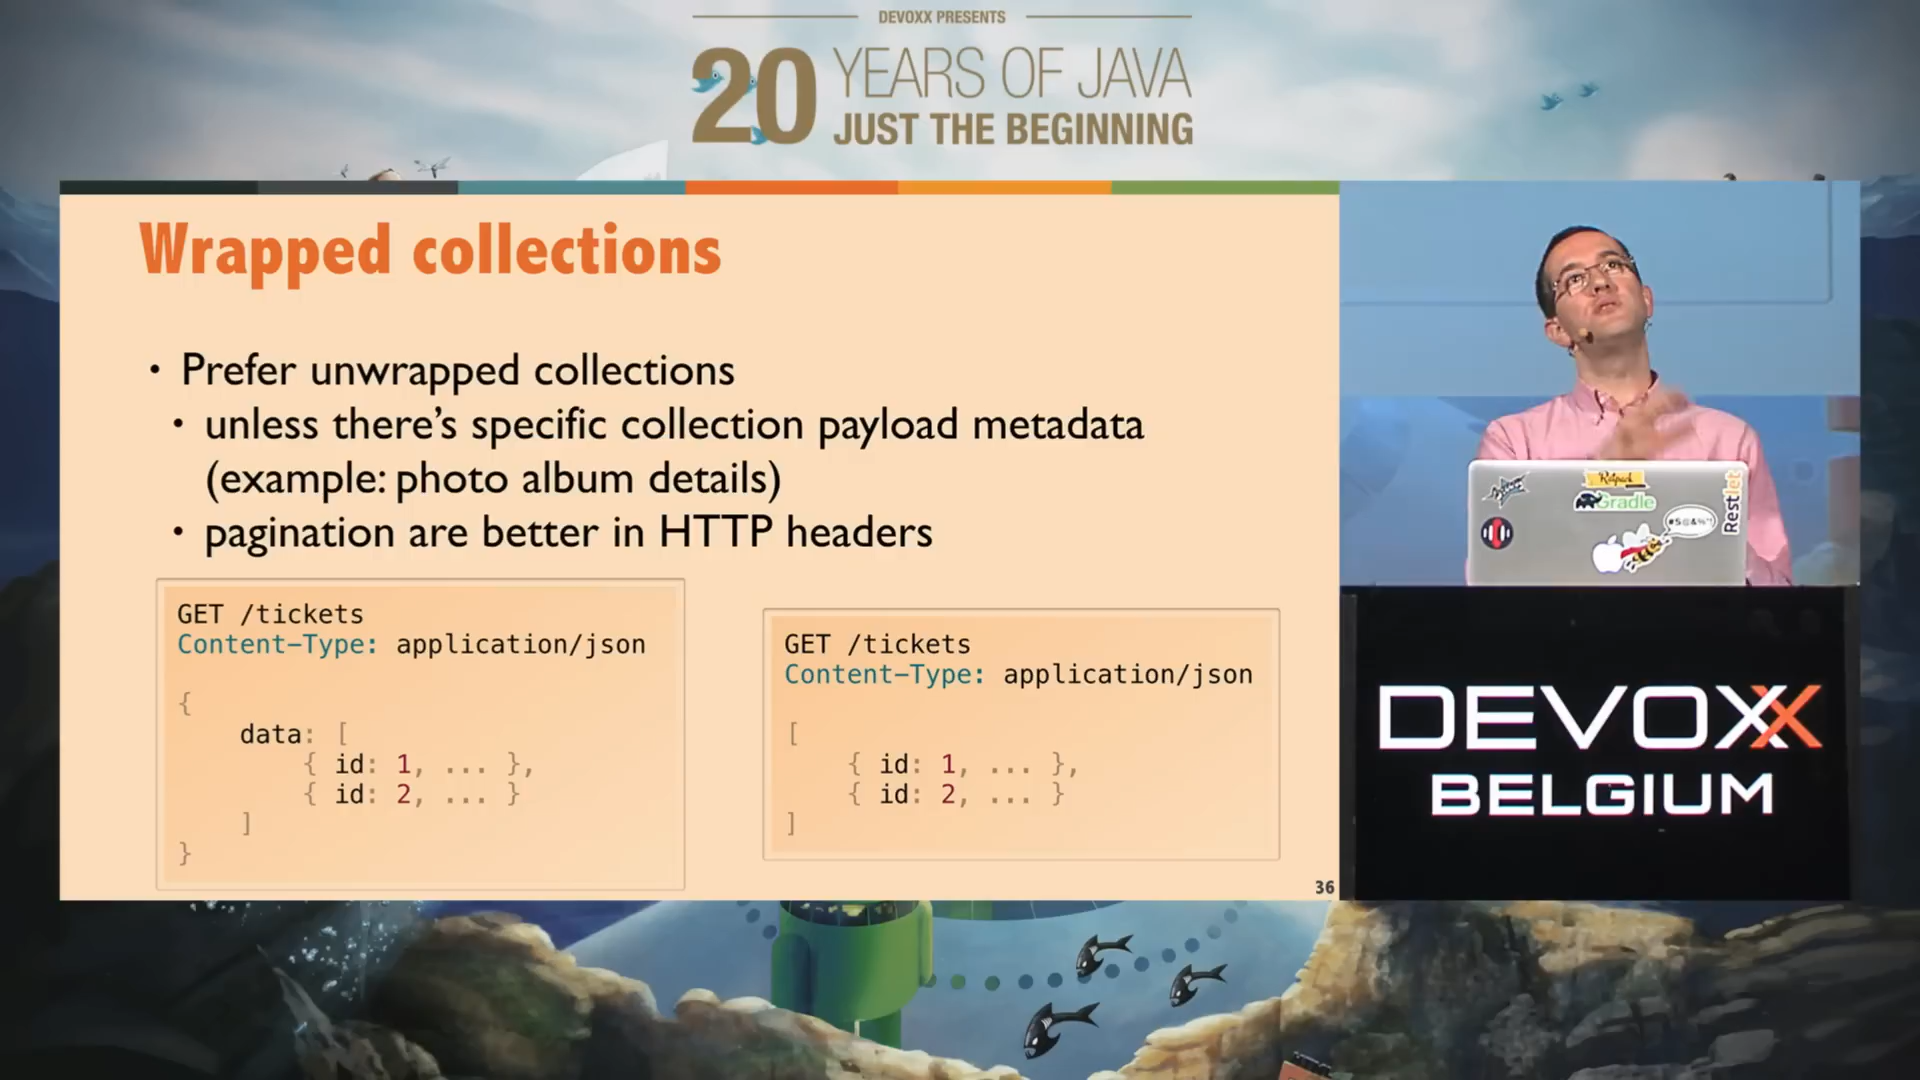 DEVOXX PRESENTS
20 YEARS OF JAVA
JUST THE BEGINNING
Wrapped collections
• Prefer unwrapped collections
• unless there’s specific collection payload metadata
(example: photo album details)
• pagination are better in HTTP headers
GET /tickets
Content-Type: application/json
{
data: [
{ id: 1, ... },
{ id: 2, ... }
]
}
GET /tickets
Content-Type: application/json
[
{ id: 1, ... },
{ id: 2, ... }
]
36
Ratpack
Gradle
Restlet
#$@&%!
DEVOXX
BELGIUM